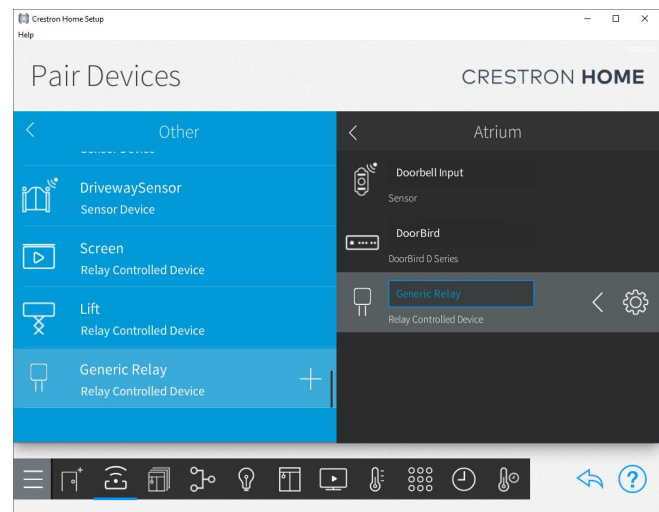 Crestron Home Setup
Help
Pair Devices
CRESTRON HOME
Other
DrivewaySensor
Sensor Device
Screen
Relay Controlled Device
Lift
Relay Controlled Device
Generic Relay
Relay Controlled Device
Atrium
Doorbell Input
Sensor
DoorBird
DoorBird D Series
Generic Relay
Relay Controlled Device
?